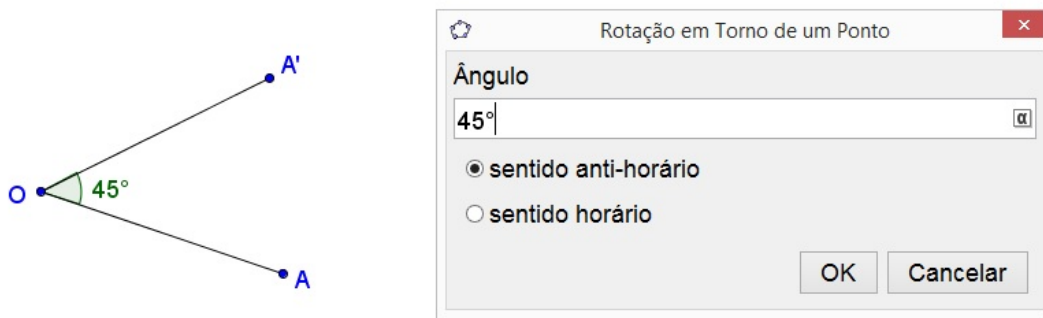 A'
O
45°
A
Rotação em Torno de um Ponto
Ângulo
45°
α
sentido anti-horário
sentido horário
OK Cancelar